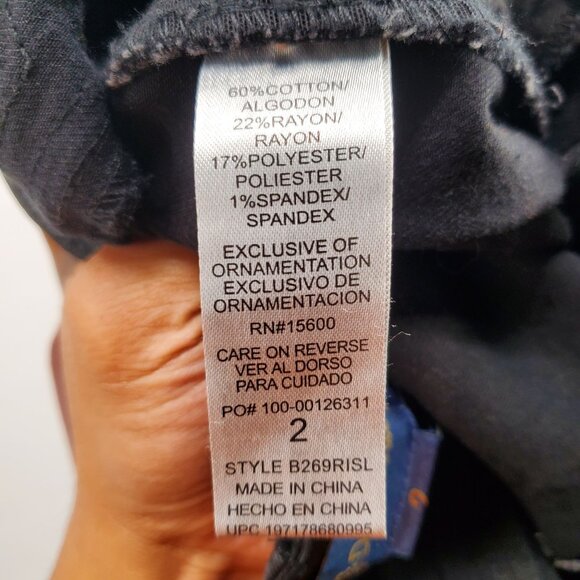 60%COTTON/
ALGODON
22%RAYON/
RAYON
17%POLYESTER/
POLIESTER
1%SPANDEX/
SPANDEX
EXCLUSIVE OF
ORNAMENTATION
EXCLUSIVO DE
ORNAMENTACION
RN#15600
CARE ON REVERSE
VER AL DORSO
PARA CUIDADO
PO# 100-00126311
2
STYLE B269RISL
MADE IN CHINA
HECHO EN CHINA
UPC 197178680995